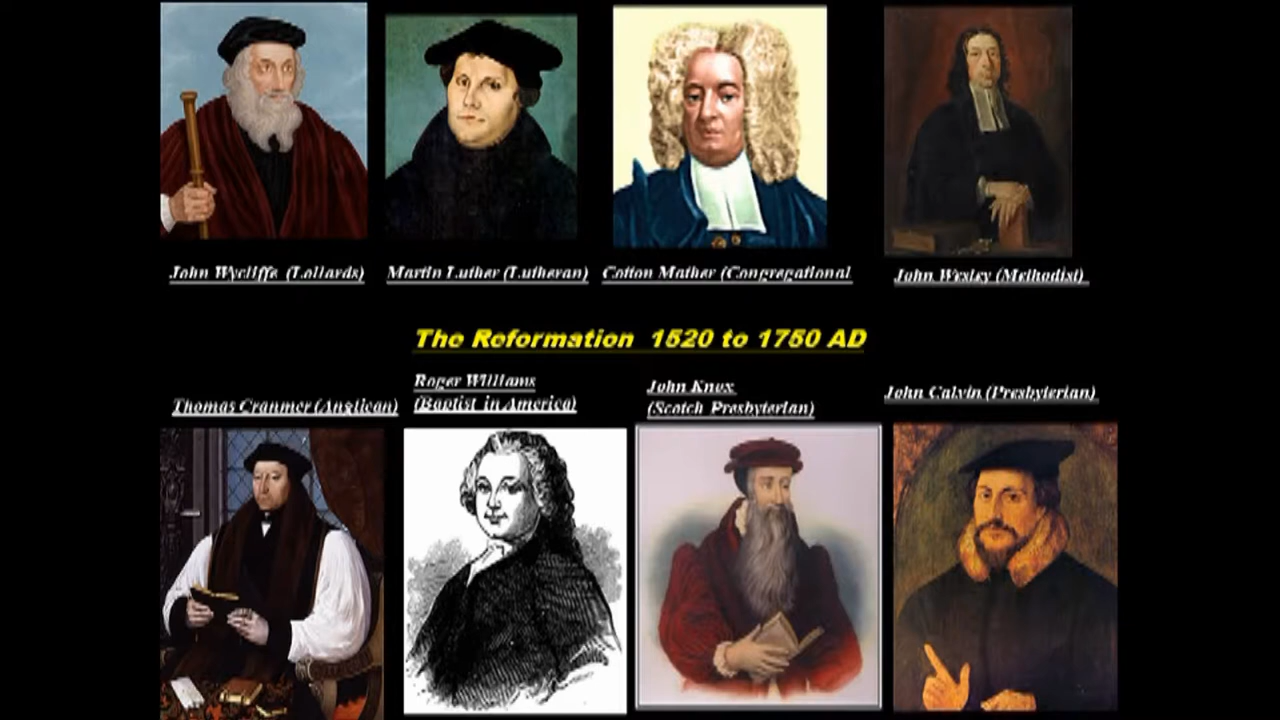 John Wycliffe (Lollards)
Martin Luther (Lutheran)
Cotton Mather (Congregational
John Wesley (Methodist)
The Reformation 1520 to 1750 AD
Thomas Cranmer (Anglican)
Roger Williams
(Baptist in America)
John Knox
(Scotch Presbyterian)
John Calvin (Presbyterian)